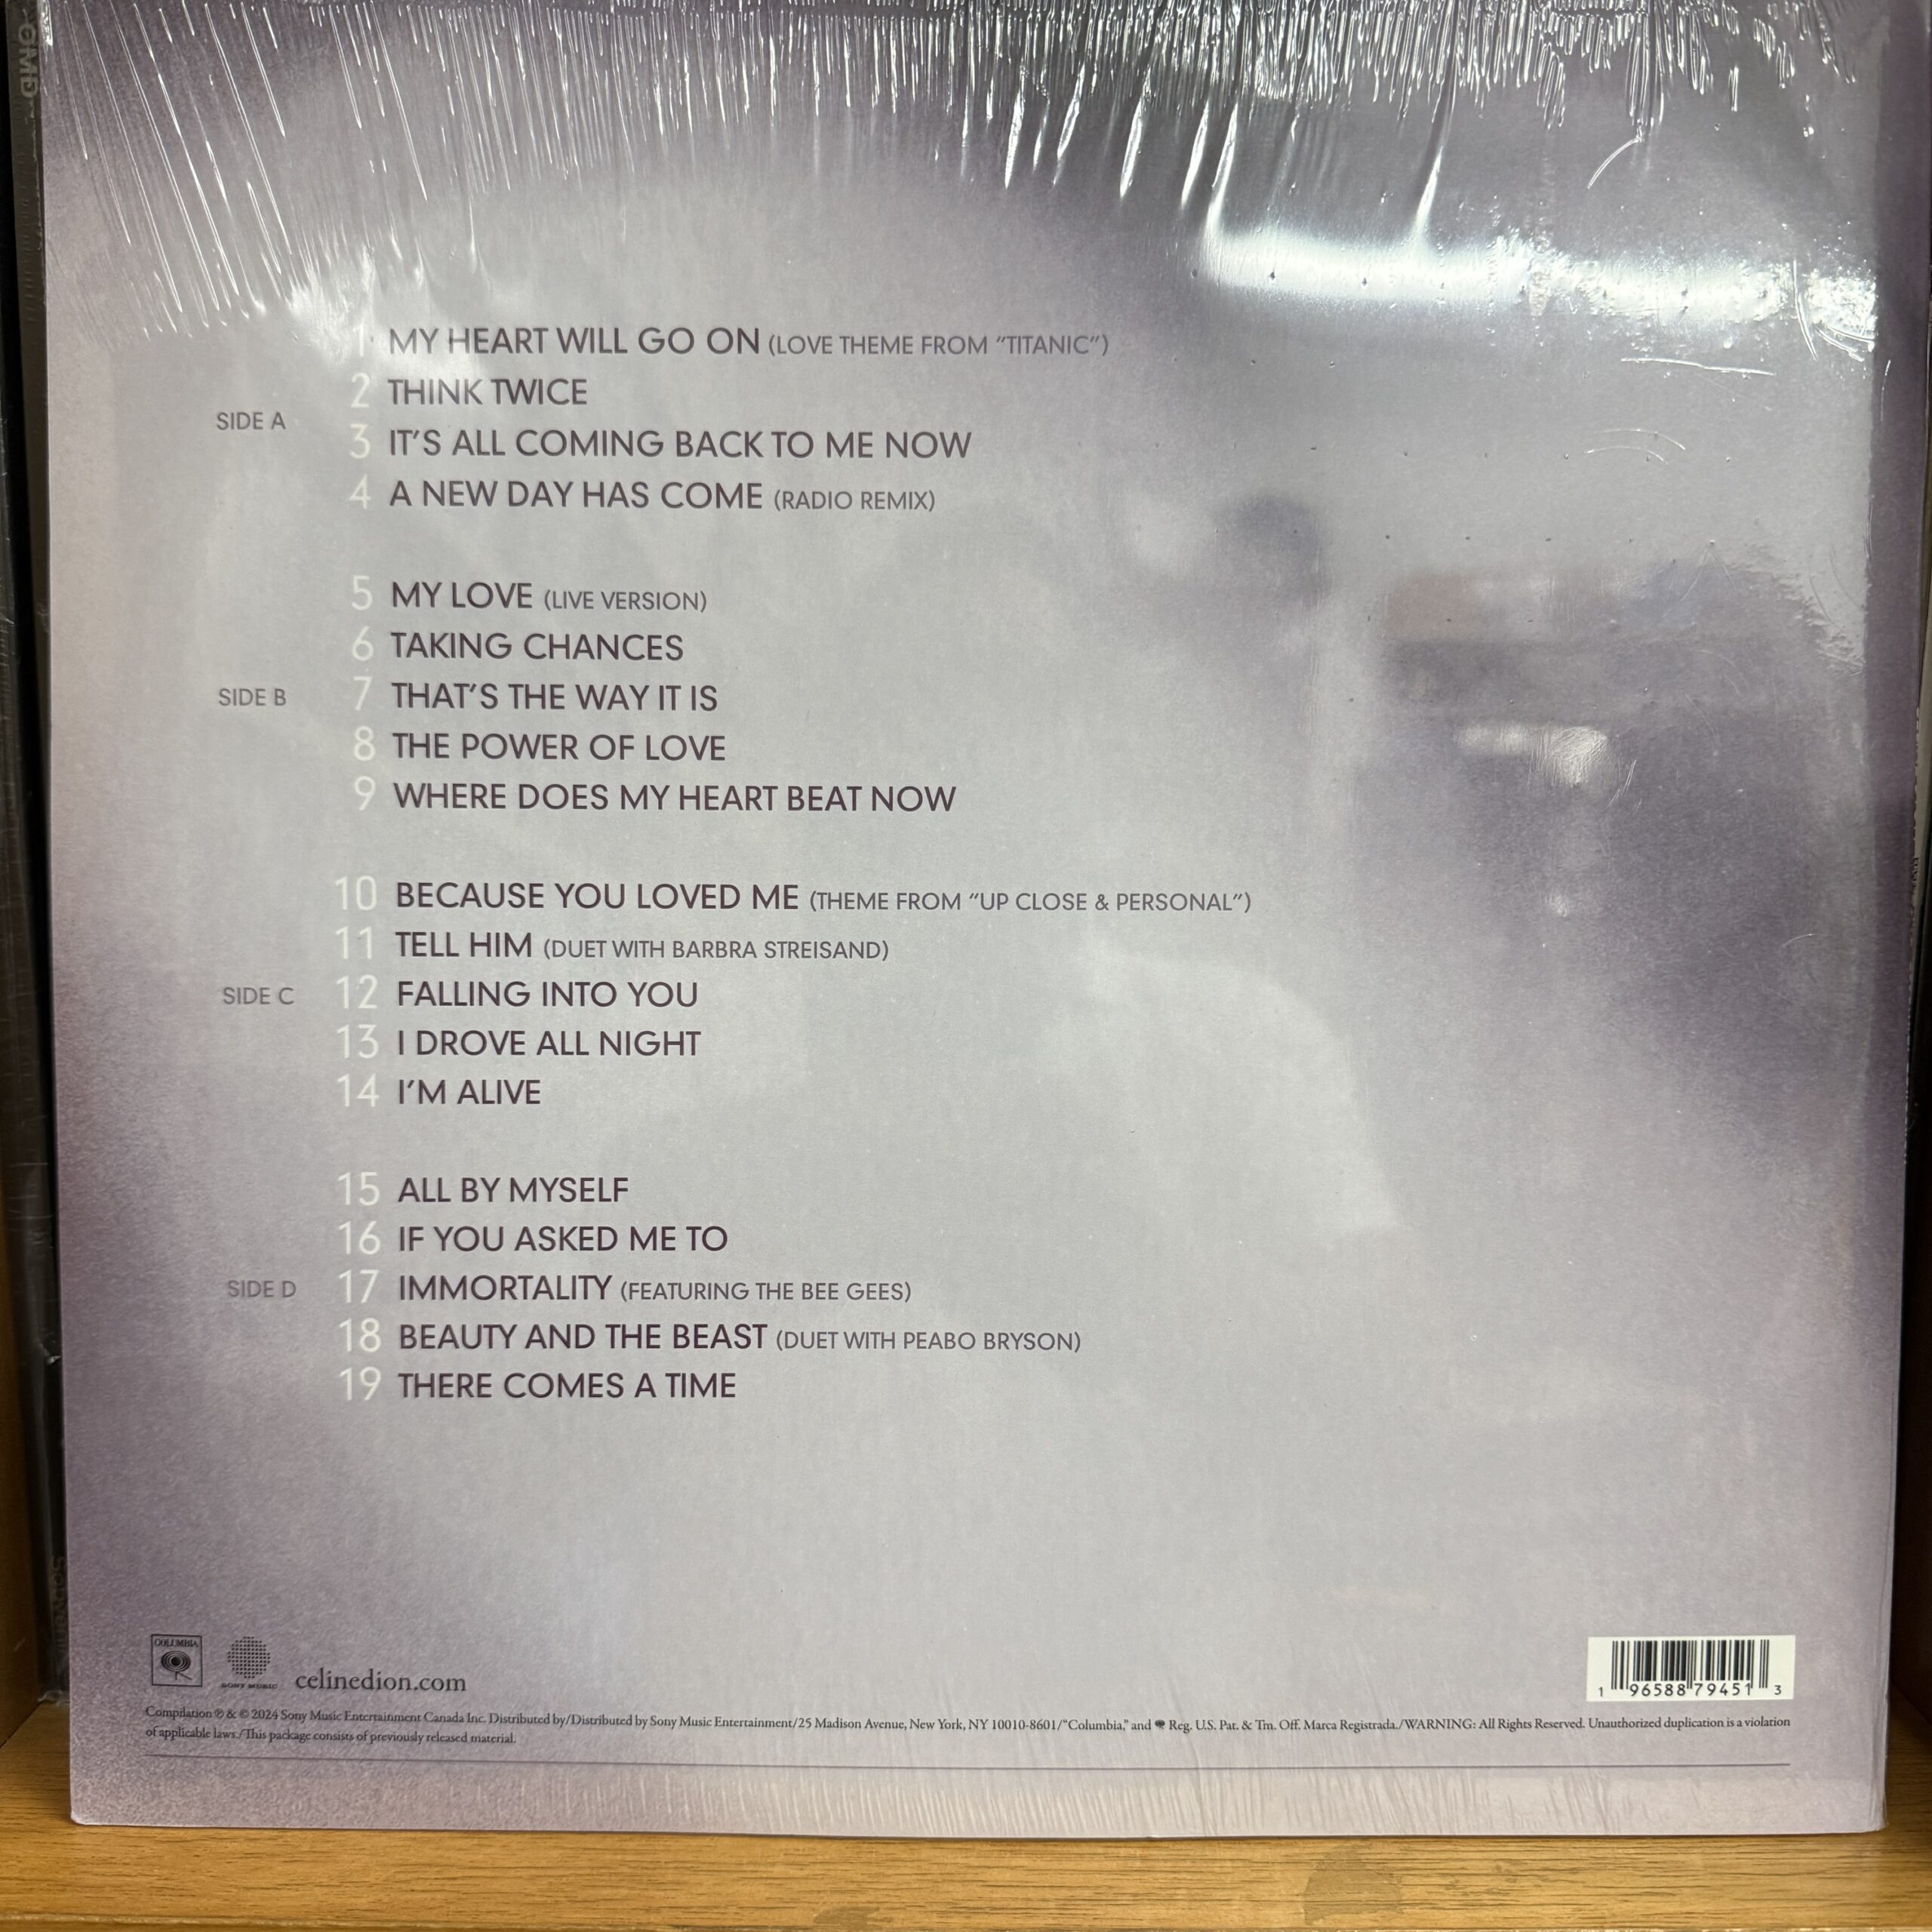 OMD
1 MY HEART WILL GO ON (LOVE THEME FROM “TITANIC”)
2 THINK TWICE
SIDE A
3 IT’S ALL COMING BACK TO ME NOW
4 A NEW DAY HAS COME (RADIO REMIX)
5 MY LOVE (LIVE VERSION)
6 TAKING CHANCES
SIDE B
7 THAT’S THE WAY IT IS
8 THE POWER OF LOVE
9 WHERE DOES MY HEART BEAT NOW
10 BECAUSE YOU LOVED ME (THEME FROM “UP CLOSE & PERSONAL”)
11 TELL HIM (DUET WITH BARBRA STREISAND)
SIDE C
12 FALLING INTO YOU
13 I DROVE ALL NIGHT
14 I’M ALIVE
15 ALL BY MYSELF
16 IF YOU ASKED ME TO
SIDE D
17 IMMORTALITY (FEATURING THE BEE GEES)
18 BEAUTY AND THE BEAST (DUET WITH PEABO BRYSON)
19 THERE COMES A TIME
COLUMBIA
SONY MUSIC
celinedion.com
1 96588 79451 3
Compilation ℗ & © 2024 Sony Music Entertainment Canada Inc. Distributed by/Distributed by Sony Music Entertainment/25 Madison Avenue, New York, NY 10010-8601/“Columbia,” and Reg. U.S. Pat. & Tm. Off. Marca Registrada./WARNING: All Rights Reserved. Unauthorized duplication is a violation
of applicable laws./This package consists of previously released material.